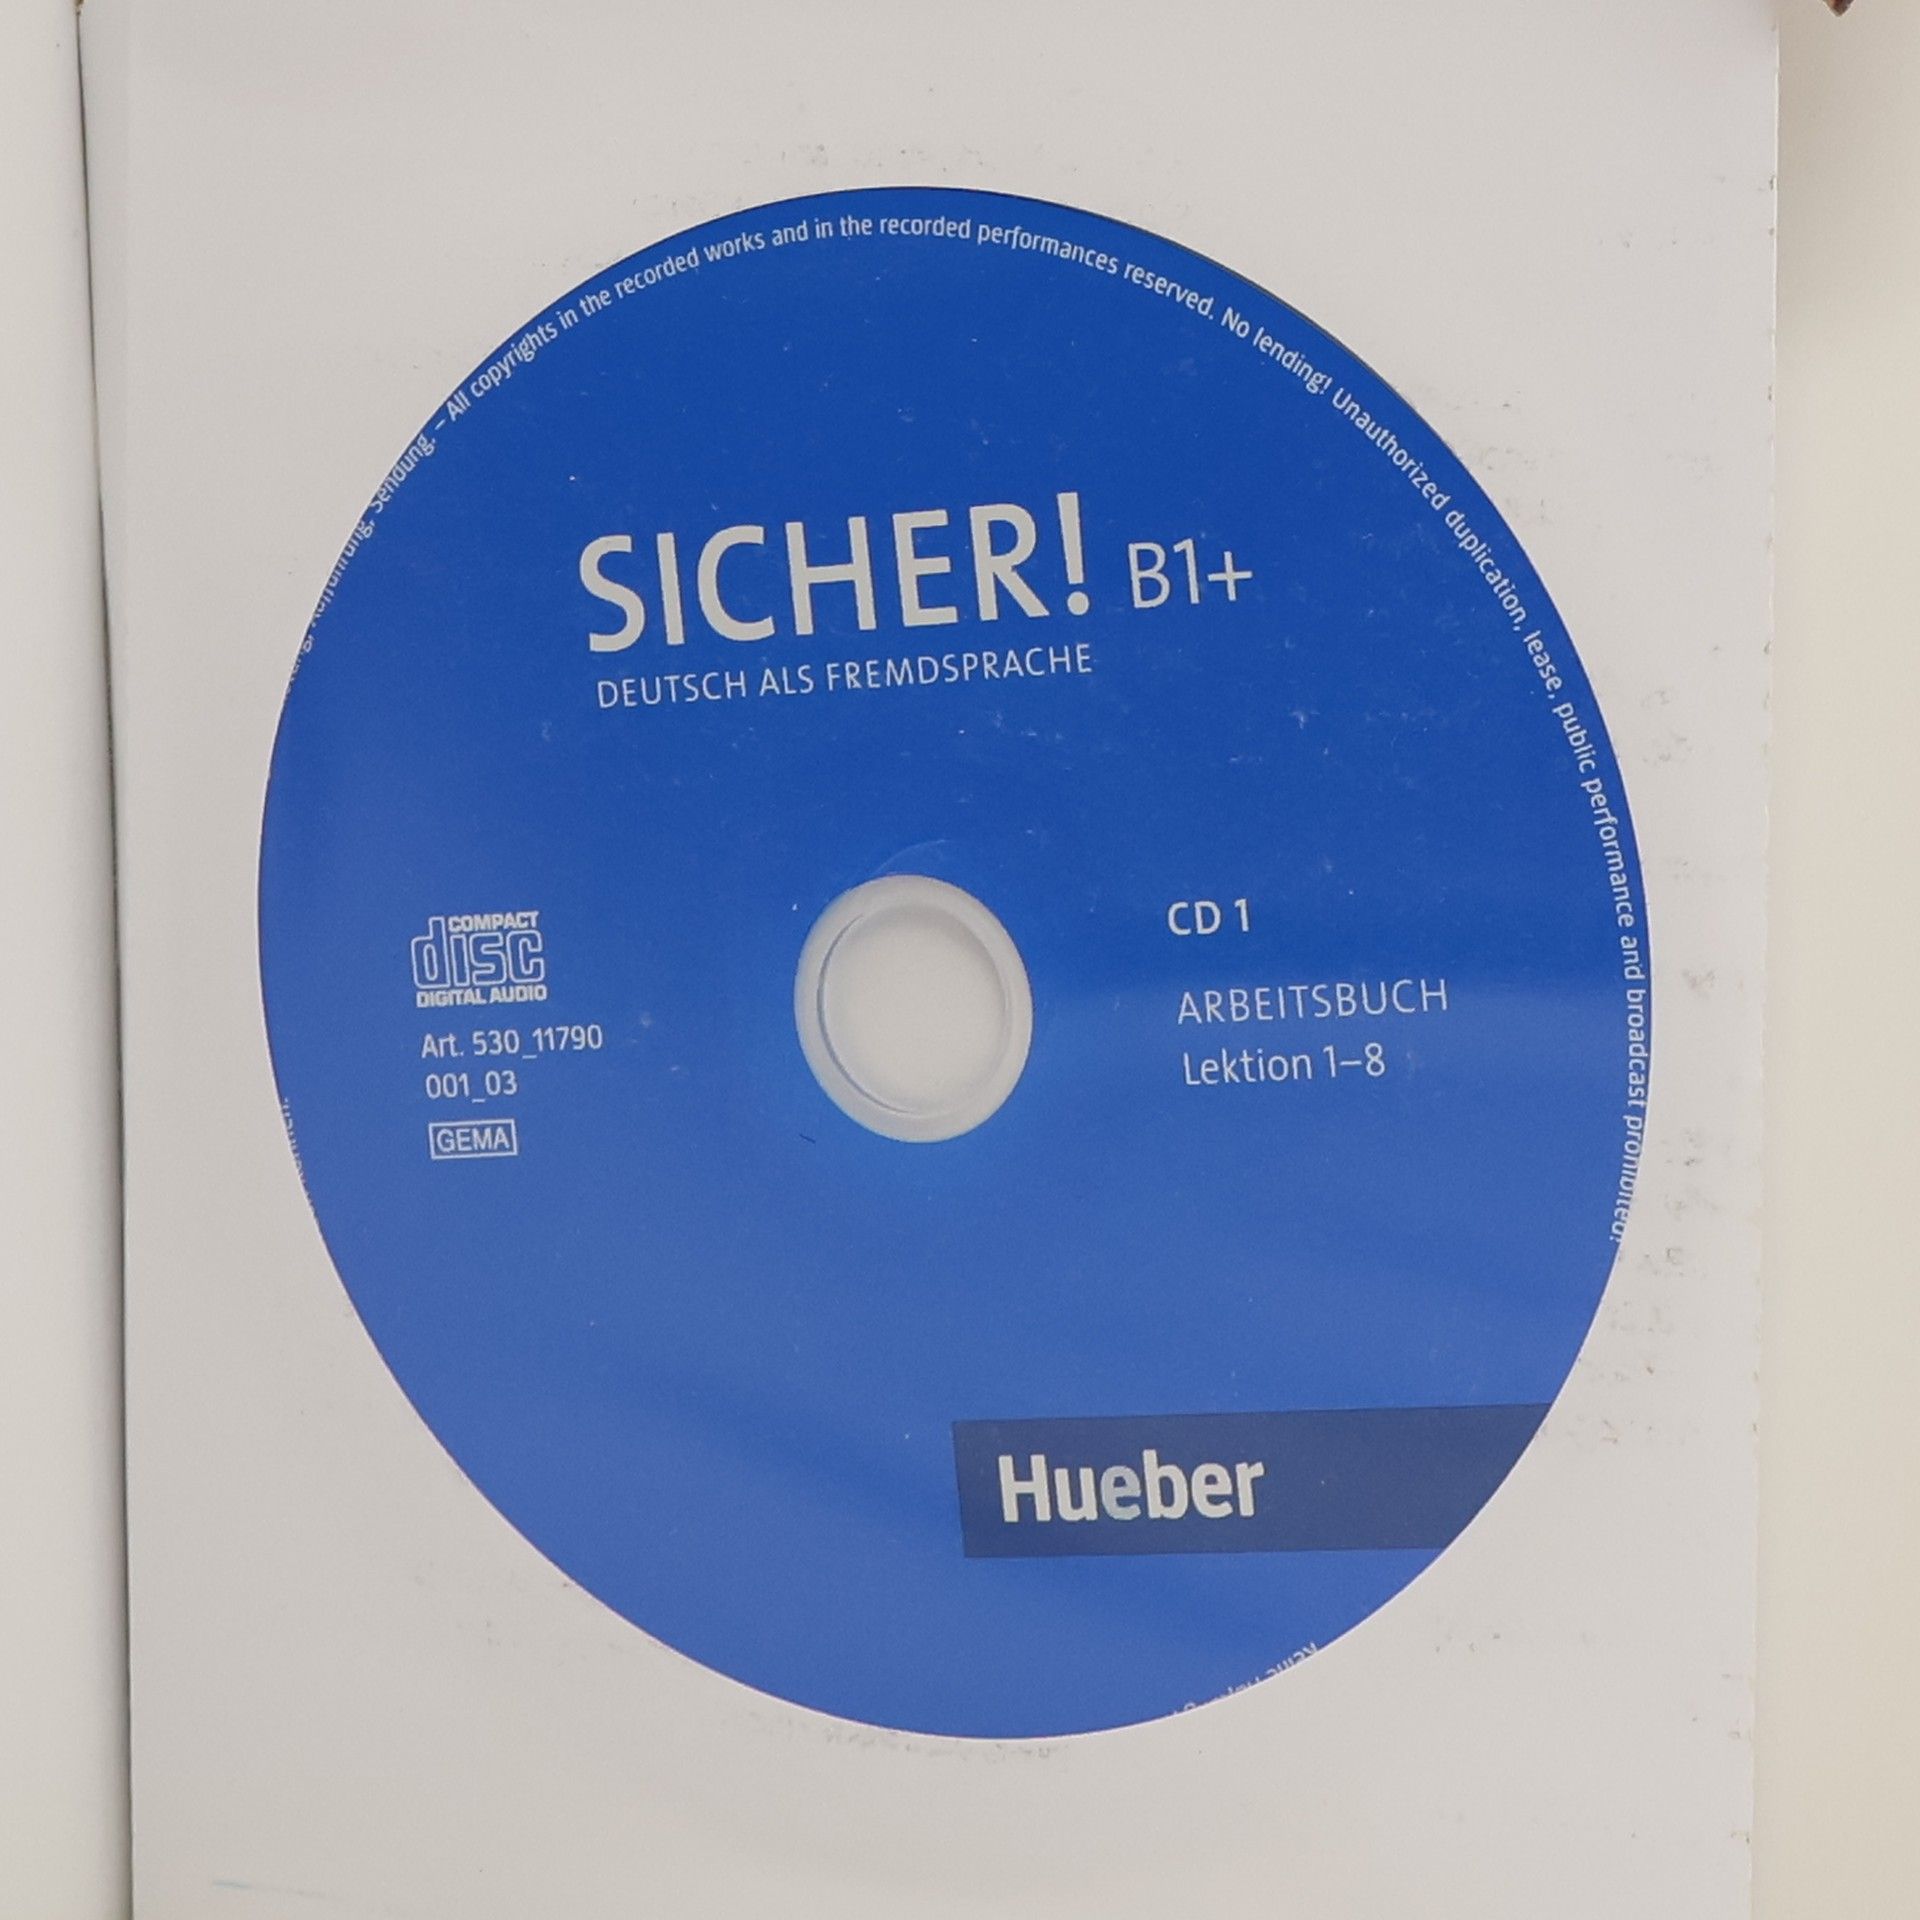 Sendung. – All copyrights in the recorded works and in the recorded performances reserved. No lending! Unauthorized duplication, lease, public performance and broadcast prohibited!
SICHER! B1+
DEUTSCH ALS FREMDSPRACHE
COMPACT
disc
DIGITAL AUDIO
Art. 530_11790
001_03
GEMA
CD 1
ARBEITSBUCH
Lektion 1–8
Hueber